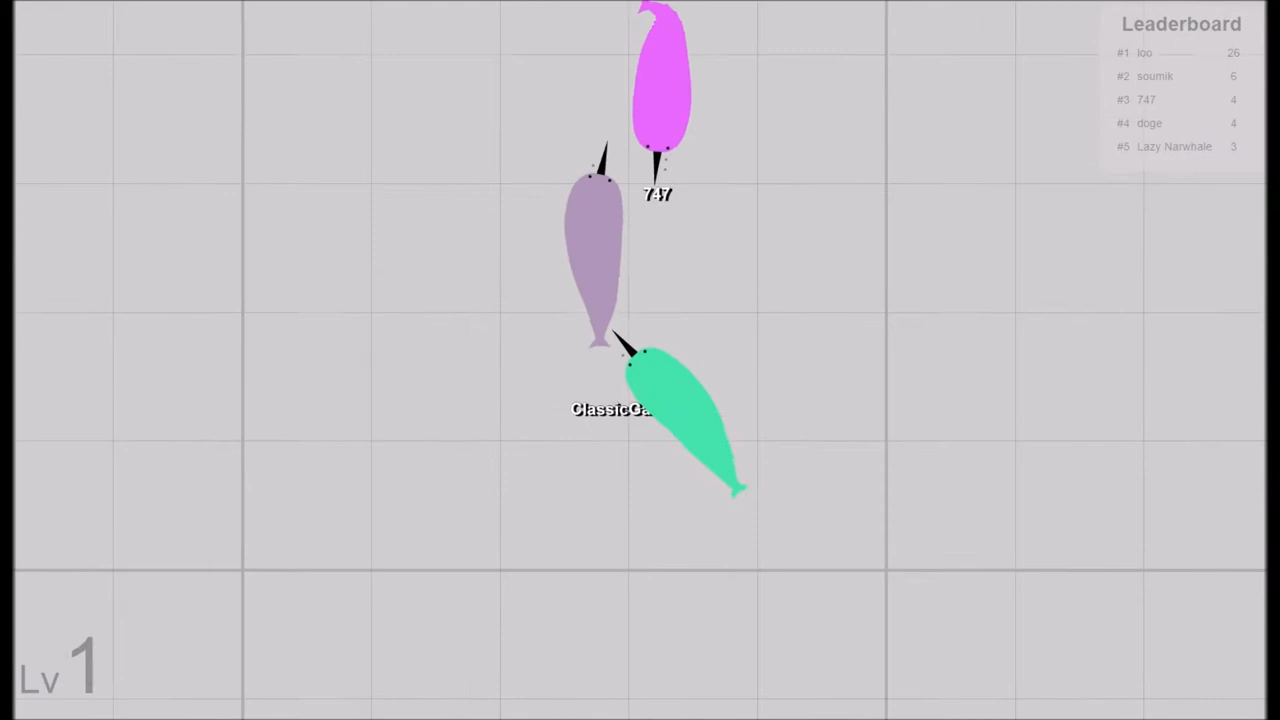 Leaderboard
#1 loo 26
#2 soumik 6
#3 747 4
#4 doge 4
#5 Lazy Narwhale 3
747
Lv 1